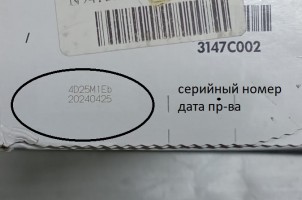 3147C002
4D25M1Eb
20240425
серийный номер
дата пр-ва